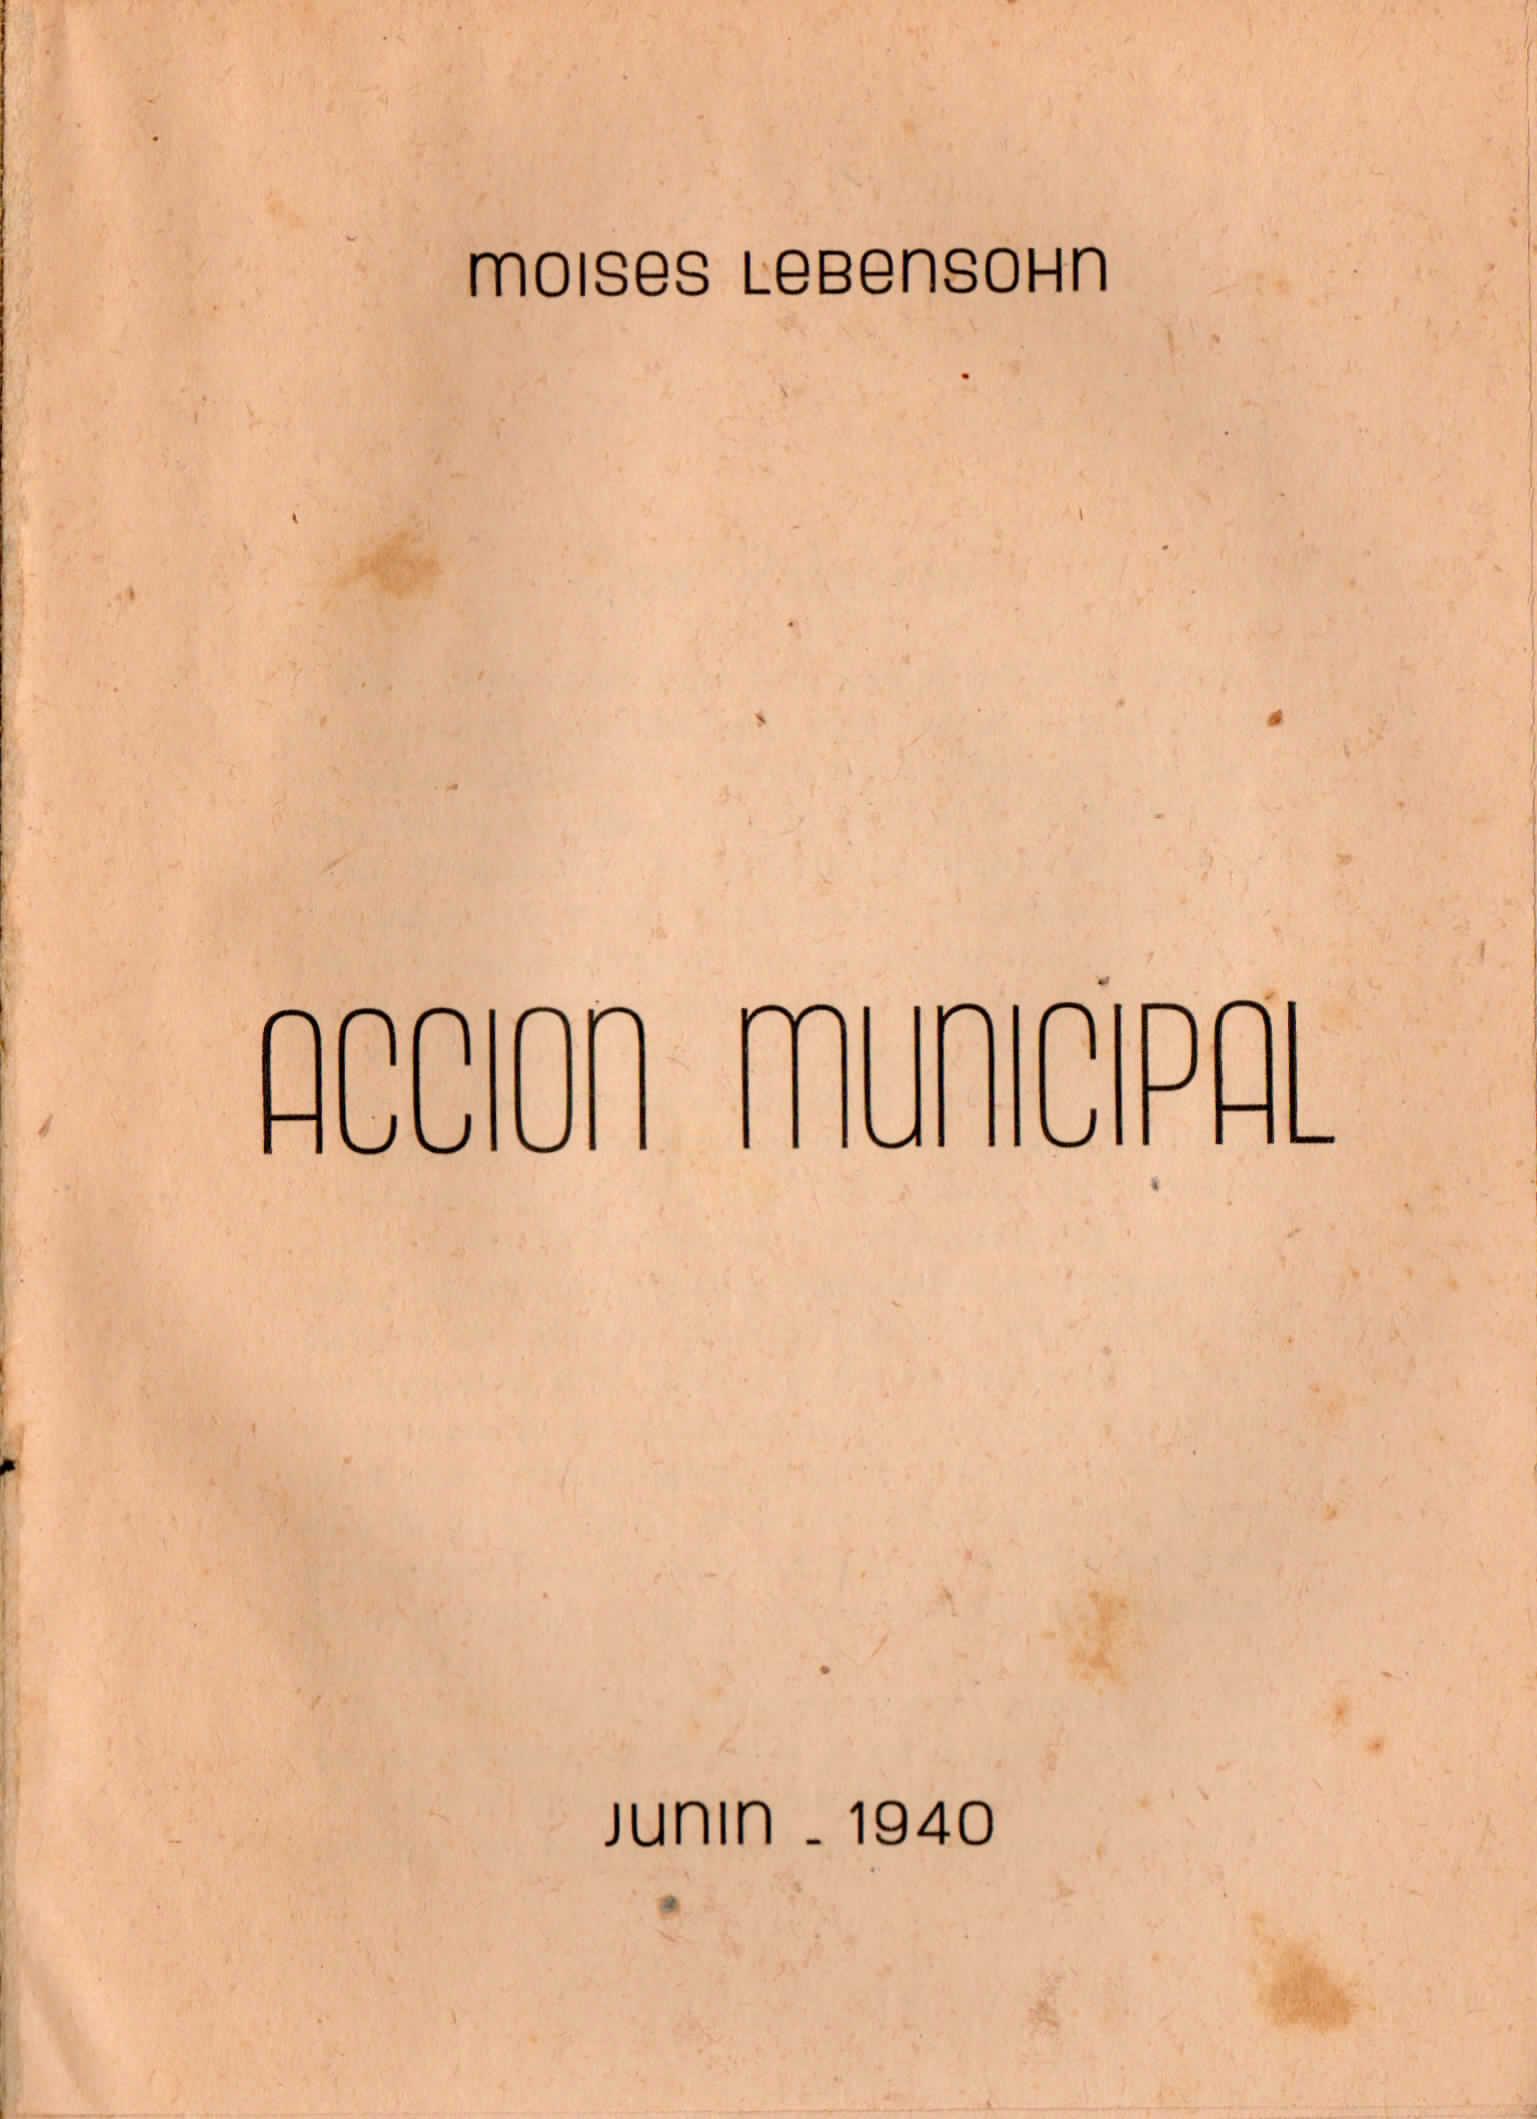 MOISES LEBENSOHN
ACCION MUNICIPAL
JUNIN - 1940